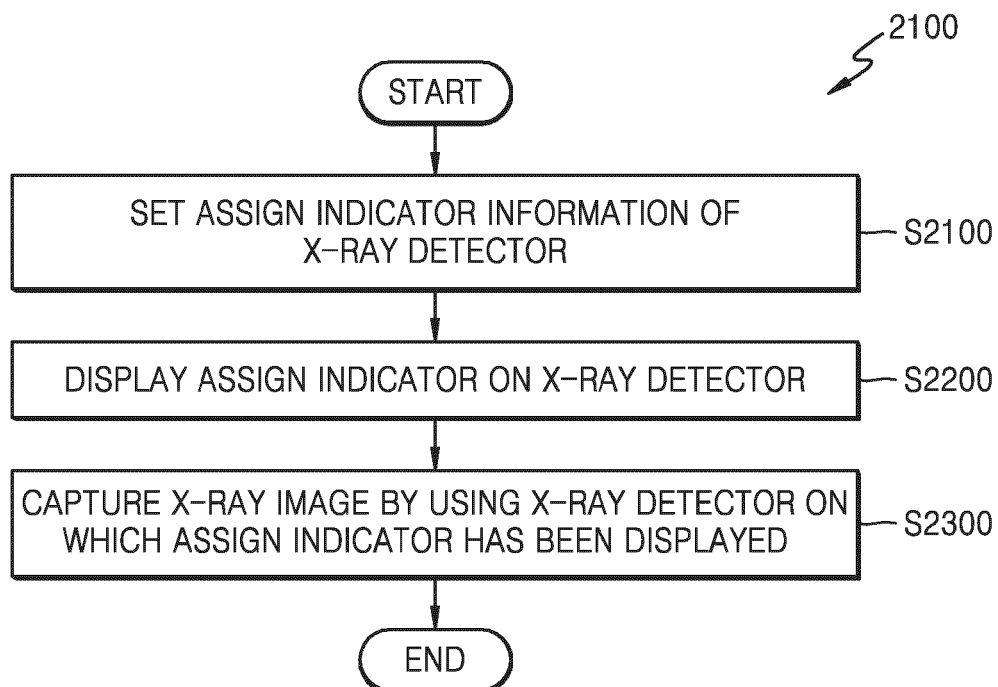 2100
START
SET ASSIGN INDICATOR INFORMATION OF
X-RAY DETECTOR
S2100
DISPLAY ASSIGN INDICATOR ON X-RAY DETECTOR
S2200
CAPTURE X-RAY IMAGE BY USING X-RAY DETECTOR ON
WHICH ASSIGN INDICATOR HAS BEEN DISPLAYED
S2300
END